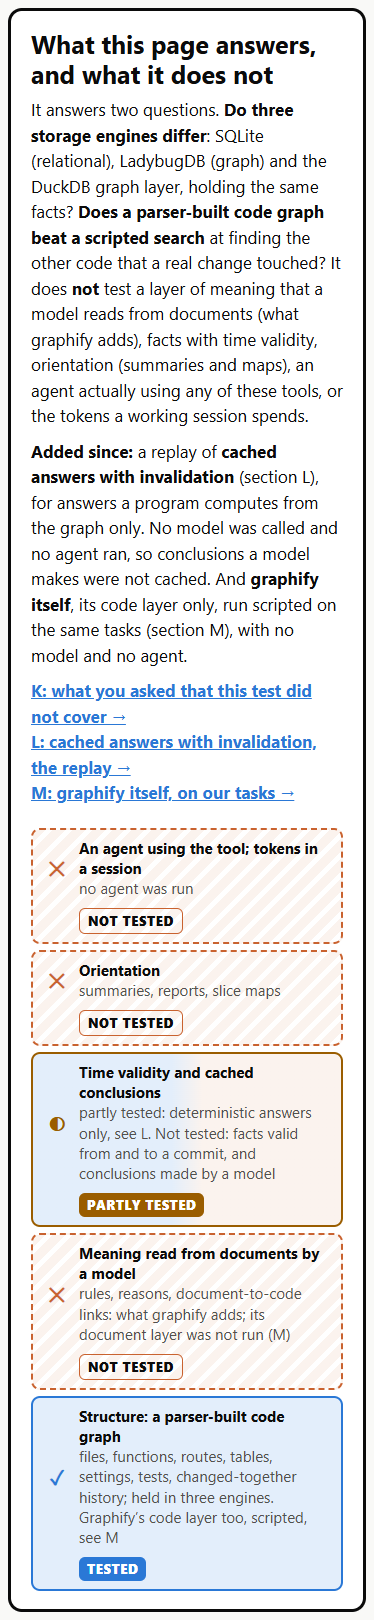 What this page answers,
and what it does not
It answers two questions. Do three
storage engines differ: SQLite
(relational), LadybugDB (graph) and the
DuckDB graph layer, holding the same
facts? Does a parser-built code graph
beat a scripted search at finding the
other code that a real change touched? It
does not test a layer of meaning that a
model reads from documents (what
graphify adds), facts with time validity,
orientation (summaries and maps), an
agent actually using any of these tools, or
the tokens a working session spends.
Added since: a replay of cached
answers with invalidation (section L),
for answers a program computes from
the graph only. No model was called and
no agent ran, so conclusions a model
makes were not cached. And graphify
itself, its code layer only, run scripted on
the same tasks (section M), with no
model and no agent.
K: what you asked that this test did
not cover →
L: cached answers with invalidation,
the replay →
M: graphify itself, on our tasks →
An agent using the tool; tokens in
a session
no agent was run
NOT TESTED
Orientation
summaries, reports, slice maps
NOT TESTED
Time validity and cached
conclusions
partly tested: deterministic answers
only, see L. Not tested: facts valid
from and to a commit, and
conclusions made by a model
PARTLY TESTED
Meaning read from documents by
a model
rules, reasons, document-to-code
links: what graphify adds; its
document layer was not run (M)
NOT TESTED
Structure: a parser-built code
graph
files, functions, routes, tables,
settings, tests, changed-together
history; held in three engines.
Graphify's code layer too, scripted,
see M
TESTED